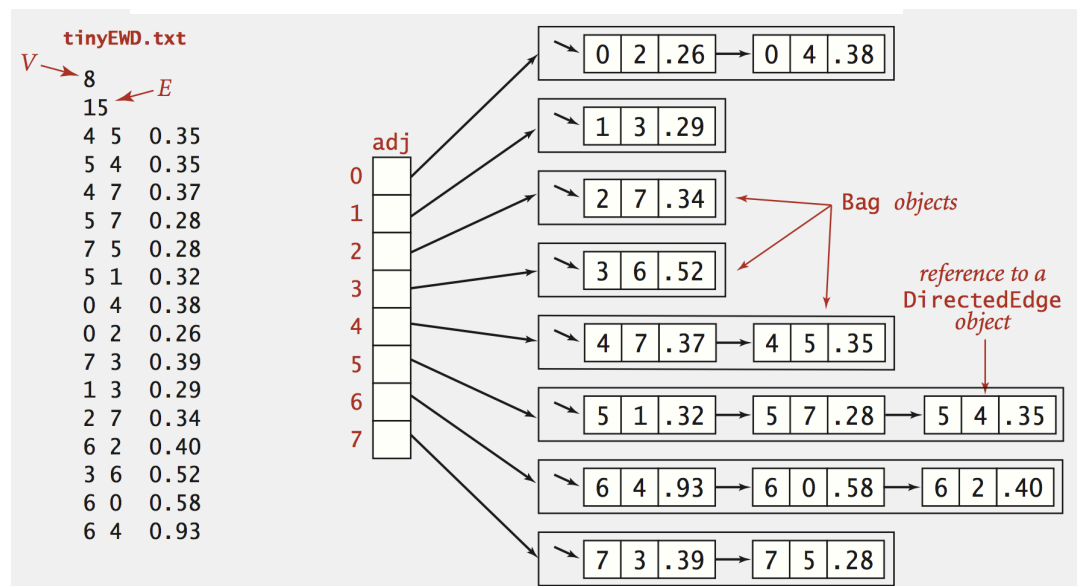 tinyEWD.txt
V
8
E
15
4 5 0.35
5 4 0.35
4 7 0.37
5 7 0.28
7 5 0.28
5 1 0.32
0 4 0.38
0 2 0.26
7 3 0.39
1 3 0.29
2 7 0.34
6 2 0.40
3 6 0.52
6 0 0.58
6 4 0.93
adj
0
1
2
3
4
5
6
7
0 2 .26 0 4 .38
1 3 .29
2 7 .34
3 6 .52
4 7 .37 4 5 .35
5 1 .32 5 7 .28 5 4 .35
6 4 .93 6 0 .58 6 2 .40
7 3 .39 7 5 .28
Bag objects
reference to a
DirectedEdge
object